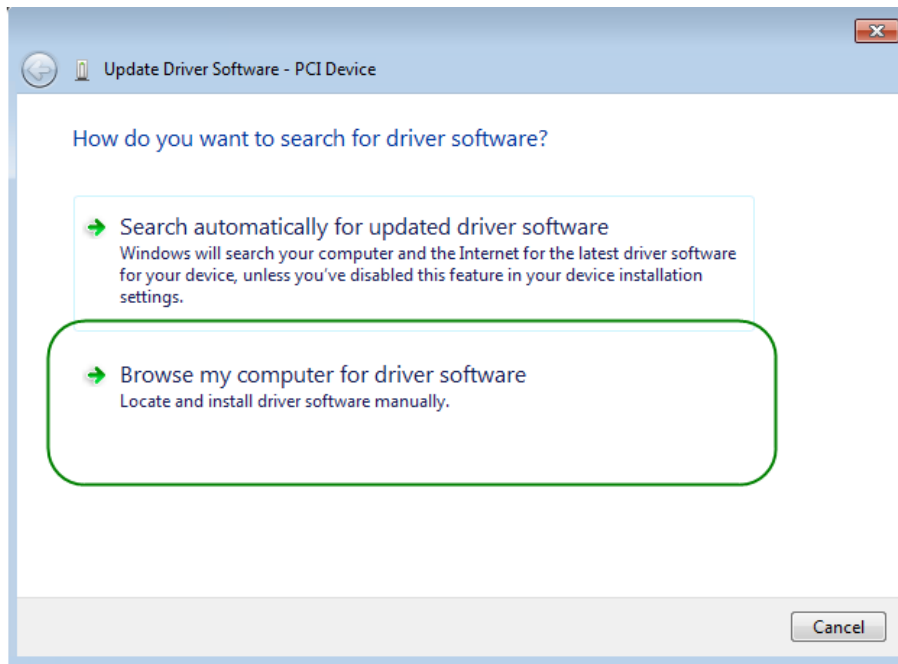 Update Driver Software - PCI Device
How do you want to search for driver software?
Search automatically for updated driver software
Windows will search your computer and the Internet for the latest driver software
for your device, unless you've disabled this feature in your device installation
settings.
Browse my computer for driver software
Locate and install driver software manually.
Cancel